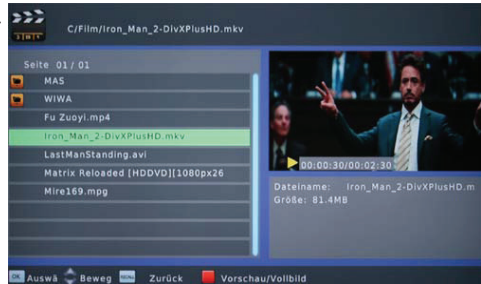 C/Film/Iron_Man_2-DivXPlusHD.mkv
Seite 01/01
MAS
WIWA
Fu Zuoyi.mp4
Iron_Man_2-DivXPlusHD.mkv
LastManStanding.avi
Matrix Reloaded [HDDVD][1080px26
Mire169.mpg
00:00:30/00:02:30
Dateiname: Iron_Man_2-DivXPlusHD.m
Größe: 81.4MB
OK Auswä Beweg RECALL Zurück Vorschau/Vollbild